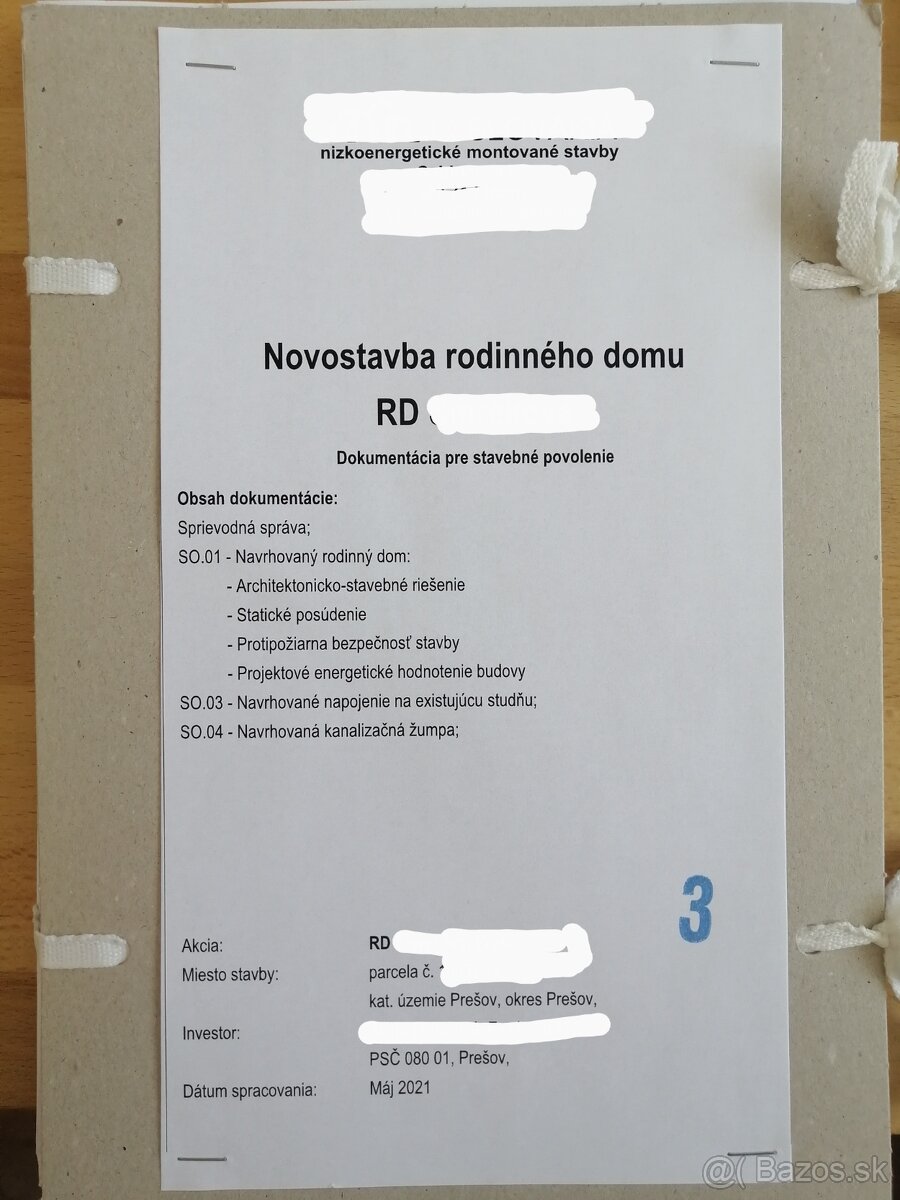 nizkoenergetické montované stavby
Novostavba rodinného domu
RD
Dokumentácia pre stavebné povolenie
Obsah dokumentácie:
Sprievodná správa;
SO.01 - Navrhovaný rodinný dom:
- Architektonicko-stavebné riešenie
- Statické posúdenie
- Protipožiarna bezpečnosť stavby
- Projektové energetické hodnotenie budovy
SO.03 - Navrhované napojenie na existujúcu studňu;
SO.04 - Navrhovaná kanalizačná žumpa;
3
Akcia: RD
Miesto stavby: parcela č.
kat. územie Prešov, okres Prešov,
Investor:
PSČ 080 01, Prešov,
Dátum spracovania: Máj 2021
@( Bazos.sk